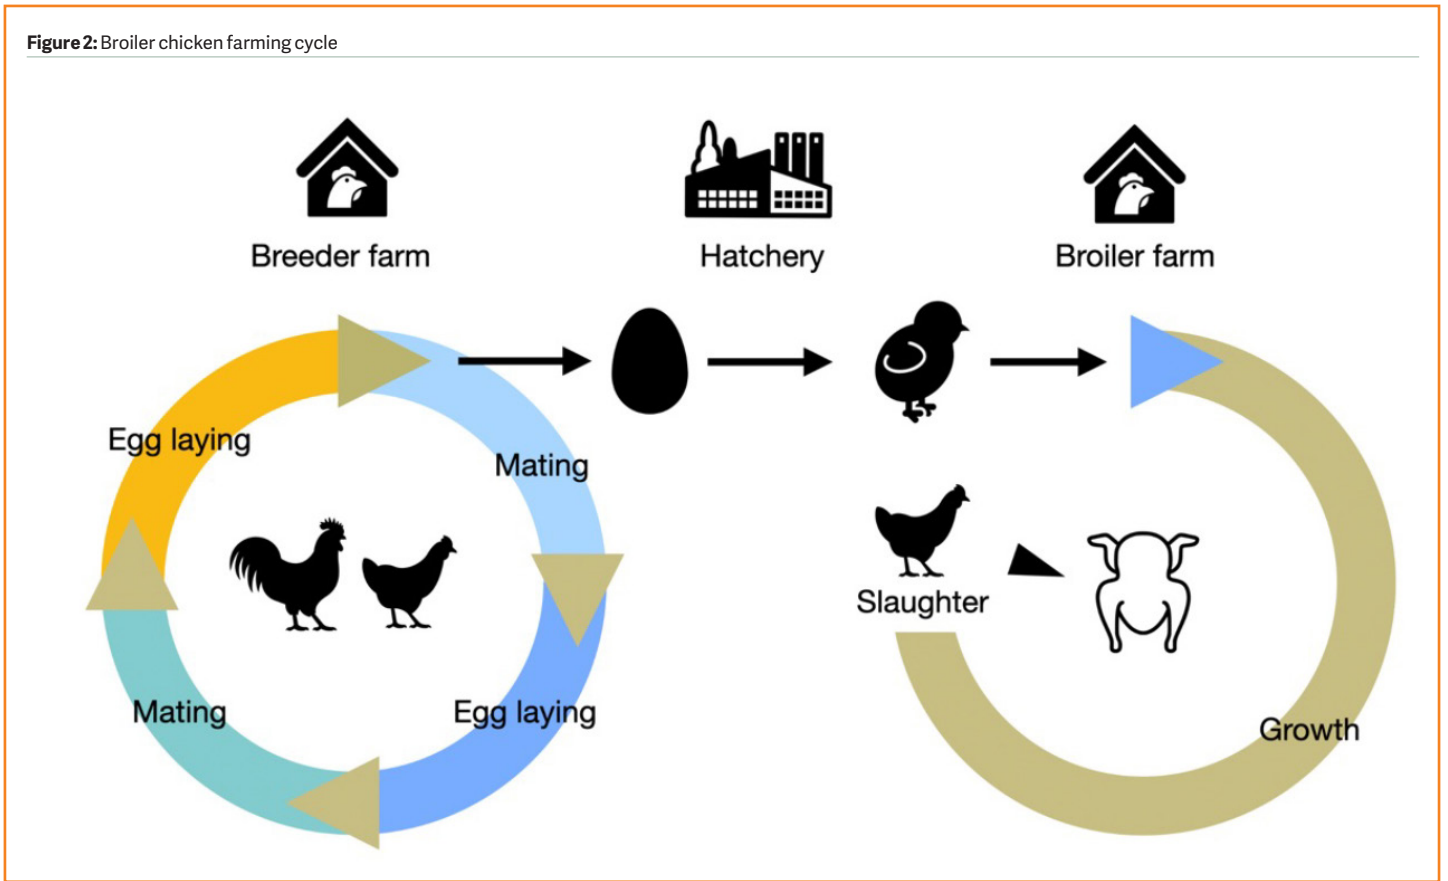 Figure 2: Broiler chicken farming cycle
Breeder farm
Hatchery
Broiler farm
Egg laying
Mating
Slaughter
Mating
Egg laying
Growth